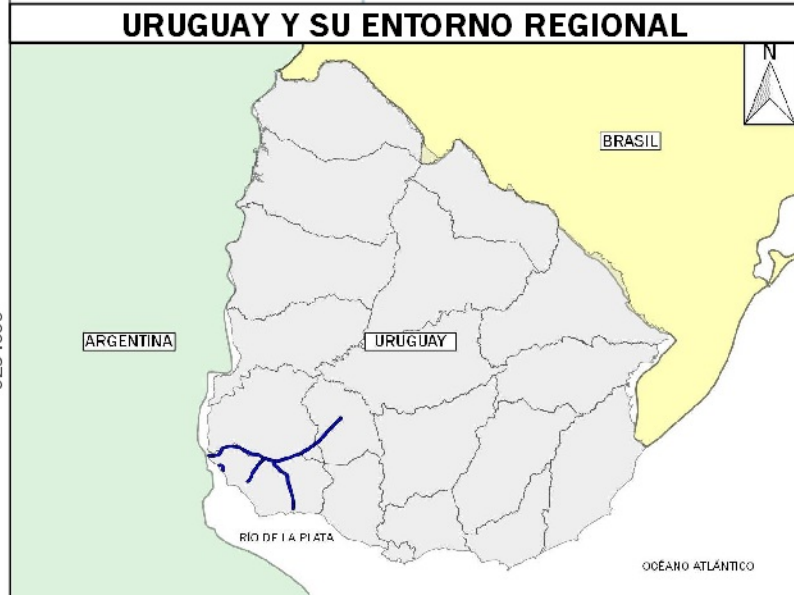 URUGUAY Y SU ENTORNO REGIONAL
N
BRASIL
ARGENTINA
URUGUAY
RÍO DE LA PLATA
OCÉANO ATLÁNTICO